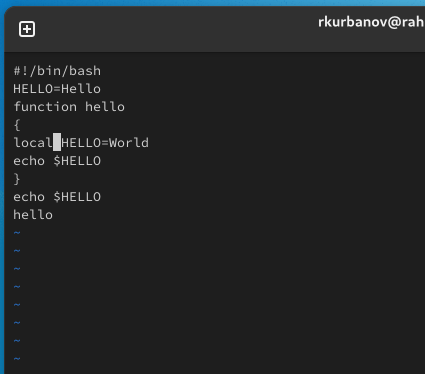 rkurbanov@rah
#!/bin/bash
HELLO=Hello
function hello
{
local HELLO=World
echo $HELLO
}
echo $HELLO
hello
~
~
~
~
~
~
~
~